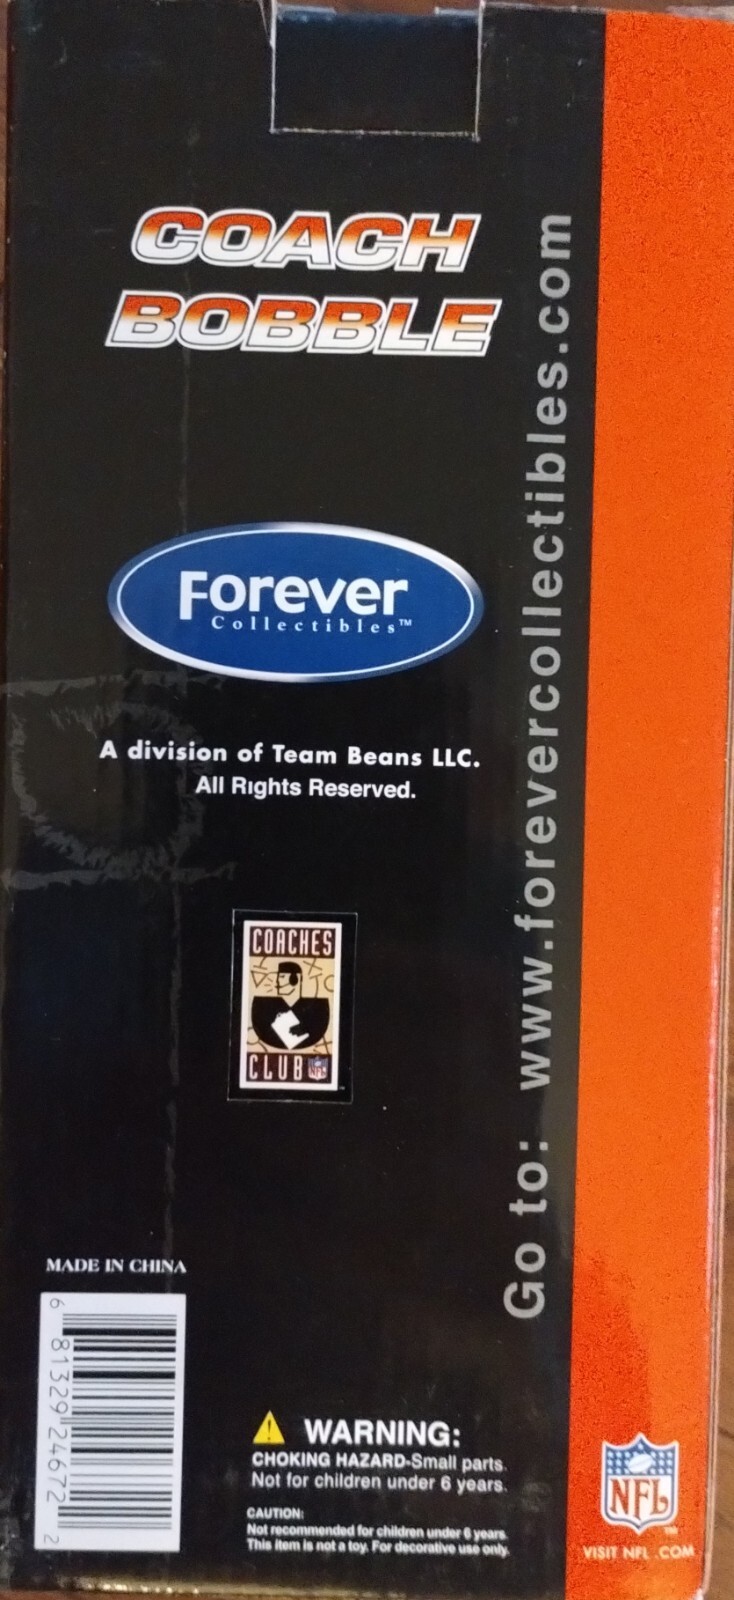 COACH
BOBBLE
Forever
Collectibles™
A division of Team Beans LLC.
All Rights Reserved.
COACHES
CLUB
NFL
MADE IN CHINA
6 81329 24672 2
WARNING:
CHOKING HAZARD-Small parts.
Not for children under 6 years.
CAUTION:
Not recommended for children under 6 years.
This item is not a toy. For decorative use only.
Go to: www.forevercollectibles.com
NFL
TM
VISIT NFL.COM